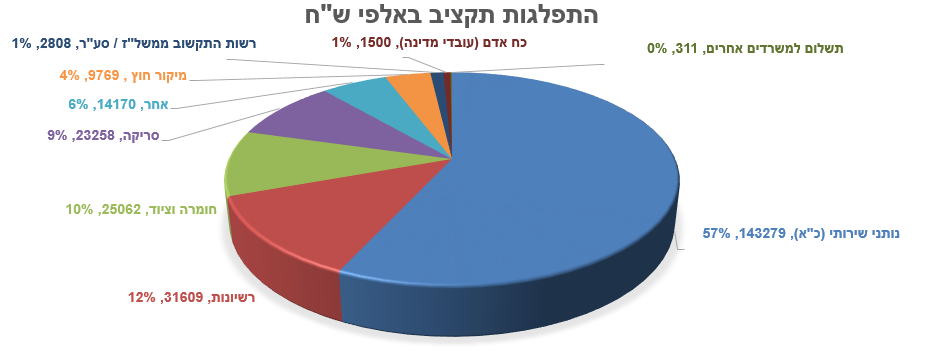 התפלגות תקציב באלפי ש"ח
תשלום למשרדים אחרים, 311, 0%
כח אדם (עובדי מדינה), 1500, 1%
רשות התקשוב ממשל"ז / סער"ר, 2808, 1%
מיקור חוץ , 9769, 4%
אחר, 14170, 6%
סריקה, 23258, 9%
חומרה וציוד, 25062, 10%
נותני שירותי (כ"א), 143279, 57%
רשיונות, 31609, 12%